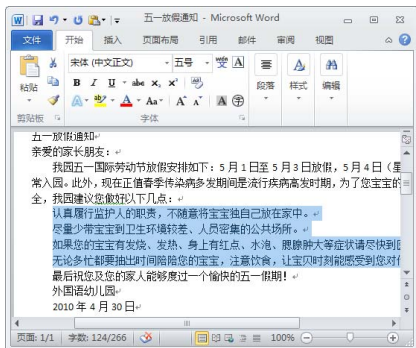 五一放假通知 - Microsoft Word
文件 开始 插入 页面布局 引用 邮件 审阅 视图
粘贴
宋体 (中文正文) 五号
段落 样式 编辑
剪贴板 字体
五一放假通知
亲爱的家长朋友：
我园五一国际劳动节放假安排如下：5 月 1 日至 5 月 3 日放假，5 月 4 日（星
常入园。此外，现在正值春季传染病多发期间是流行疾病高发时期，为了您宝宝的
全，我园建议您做好以下几点：
认真履行监护人的职责，不随意将宝宝独自己放在家中。
尽量少带宝宝到卫生环境较差、人员密集的公共场所。
如果您的宝宝有发烧、发热、身上有红点、水泡、腮腺肿大等症状请尽快到
无论多忙都要抽出时间陪陪您的宝宝，注意饮食，让宝贝时刻能感受到您对
最后祝您及您的家人能够度过一个愉快的五一假期！
外国语幼儿园
2010 年 4 月 30 日
页面: 1/1 字数: 124/266 100%